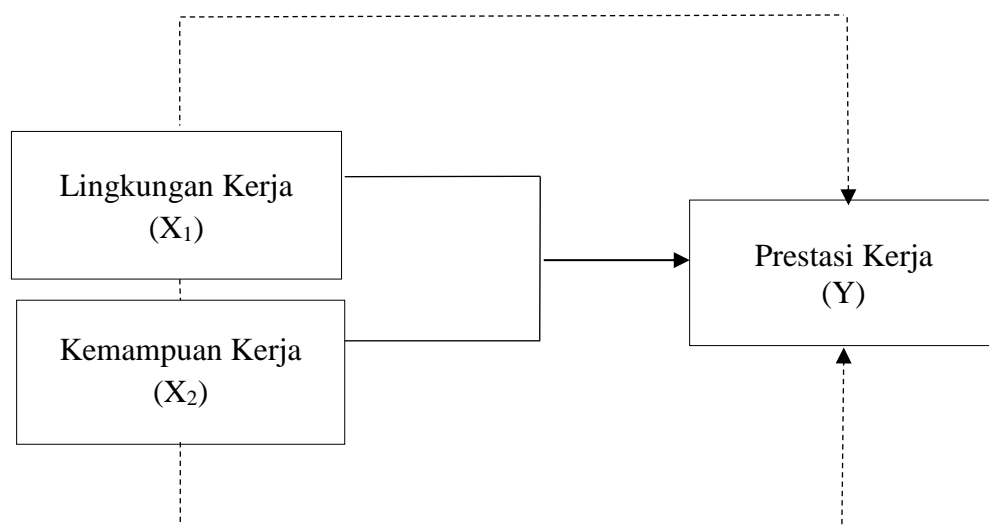 Lingkungan Kerja
(X₁)
Kemampuan Kerja
(X₂)
Prestasi Kerja
(Y)